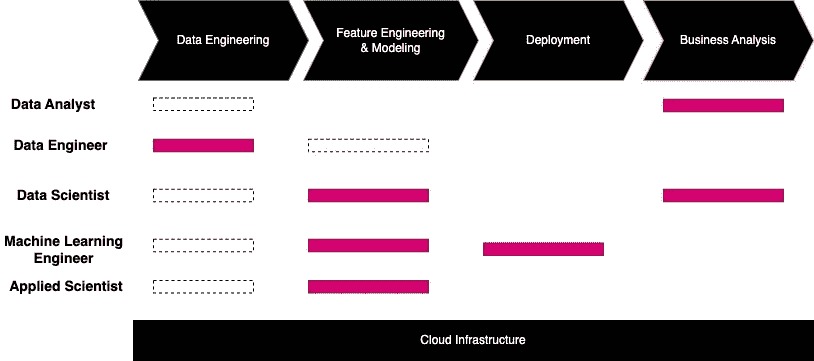 Data Engineering
Feature Engineering
& Modeling
Deployment
Business Analysis
Data Analyst
Data Engineer
Data Scientist
Machine Learning
Engineer
Applied Scientist
Cloud Infrastructure